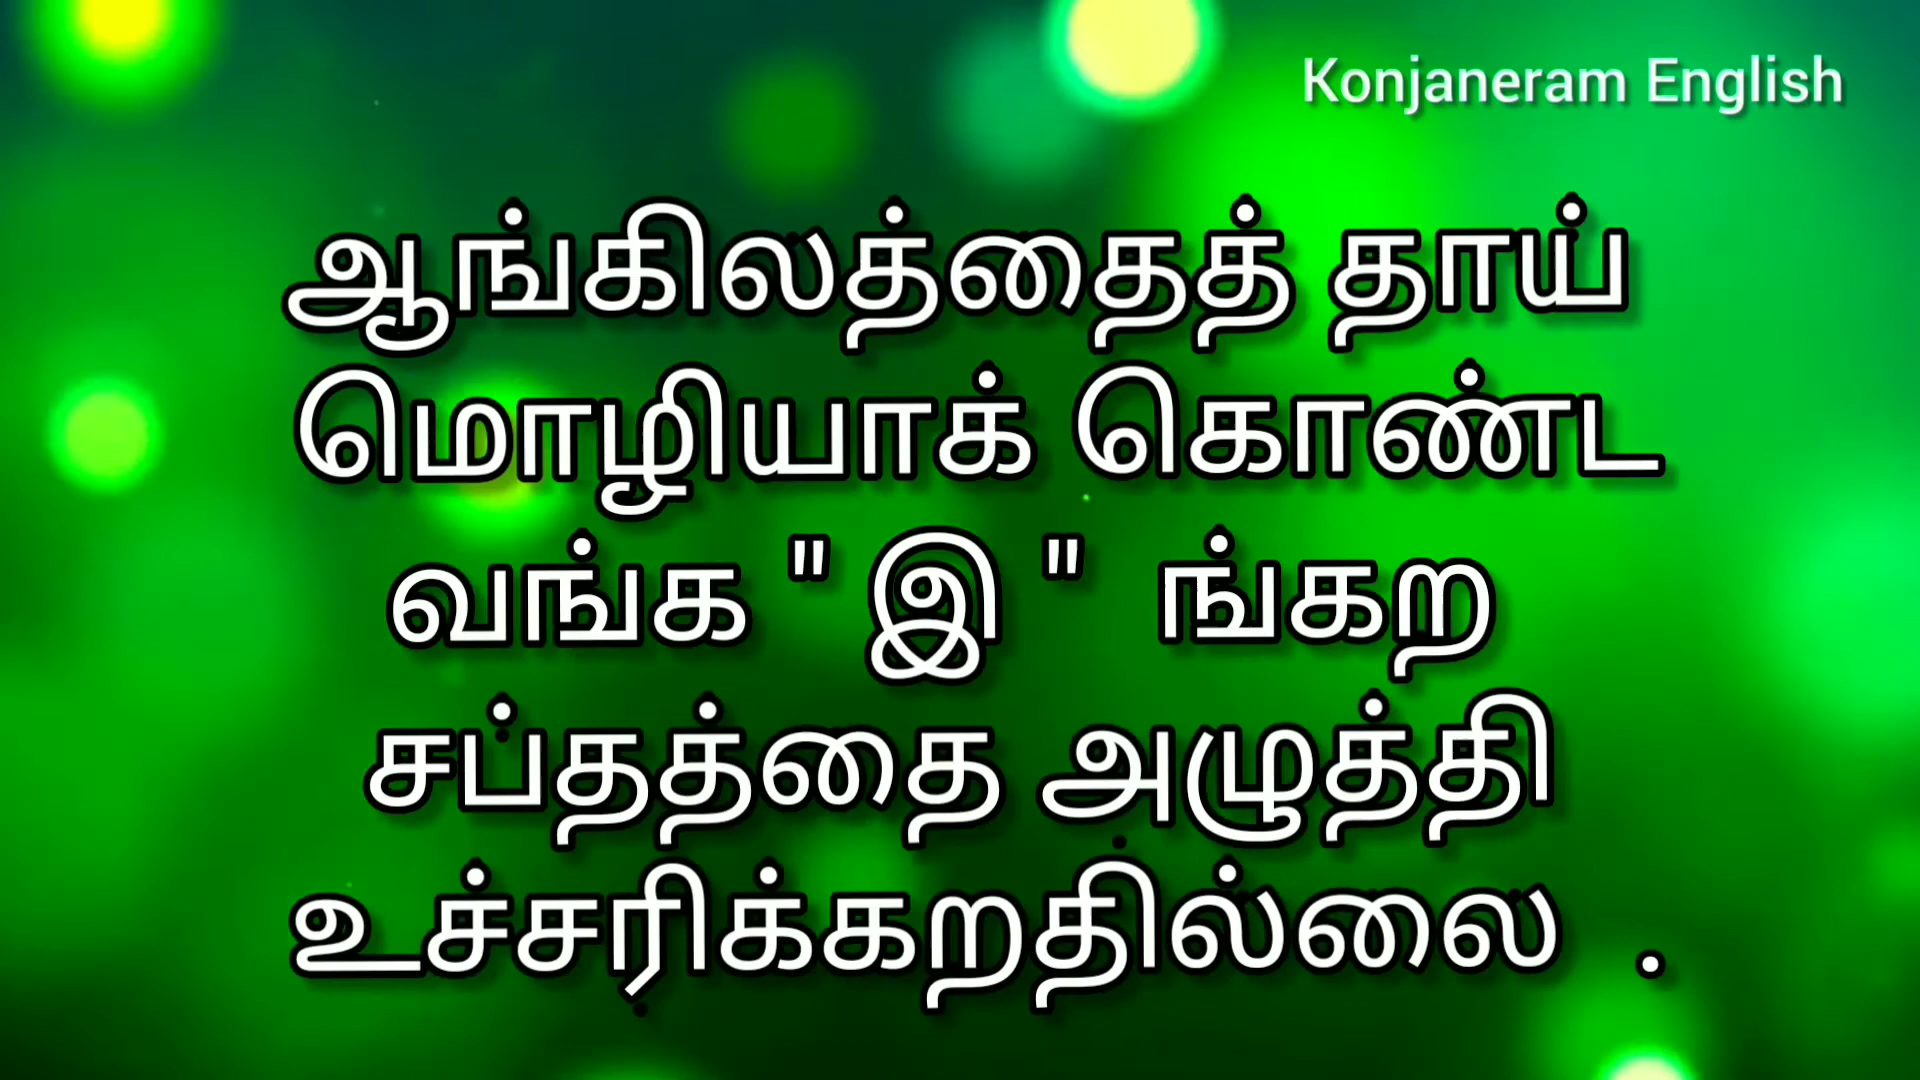 Konjaneram English
ஆங்கிலத்தைத் தாய்
மொழியாக் கொண்ட
வங்க " இ " ங்கற
சப்தத்தை அழுத்தி
உச்சரிக்கறதில்லை .